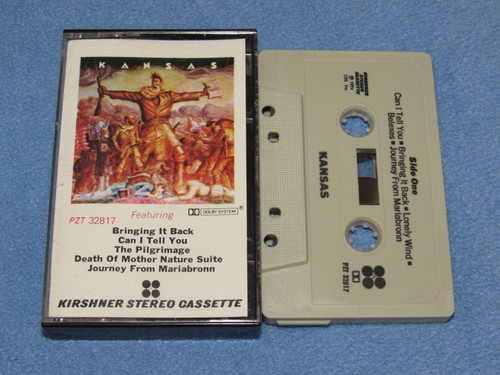 KANSAS
PZT 32817
Featuring
DOLBY SYSTEM®
Bringing It Back
Can I Tell You
The Pilgrimage
Death Of Mother Nature Suite
Journey From Mariabronn
KIRSHNER STEREO CASSETTE
Side One
Can I Tell You • Bringing It Back • Lonely Wind •
Belexes • Journey From Mariabronn
KANSAS
PZT 32817